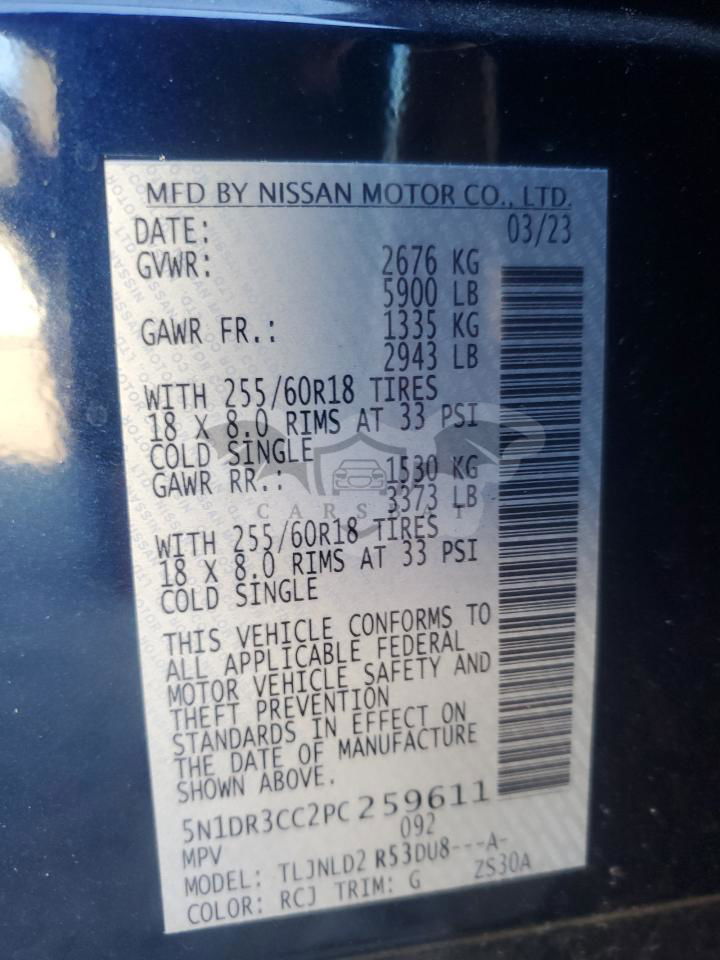 MFD BY NISSAN MOTOR CO., LTD.
DATE: 03/23
GVWR: 2676 KG
5900 LB
GAWR FR.: 1335 KG
2943 LB
WITH 255/60R18 TIRES
18 X 8.0 RIMS AT 33 PSI
COLD SINGLE
GAWR RR.: 1530 KG
3373 LB
CARSBAT
WITH 255/60R18 TIRES
18 X 8.0 RIMS AT 33 PSI
COLD SINGLE
THIS VEHICLE CONFORMS TO
ALL APPLICABLE FEDERAL
MOTOR VEHICLE SAFETY AND
THEFT PREVENTION
STANDARDS IN EFFECT ON
THE DATE OF MANUFACTURE
SHOWN ABOVE.
5N1DR3CC2PC259611
MPV 092
MODEL: TLJNLD2 R53DU8---A-
COLOR: RCJ TRIM: G ZS30A